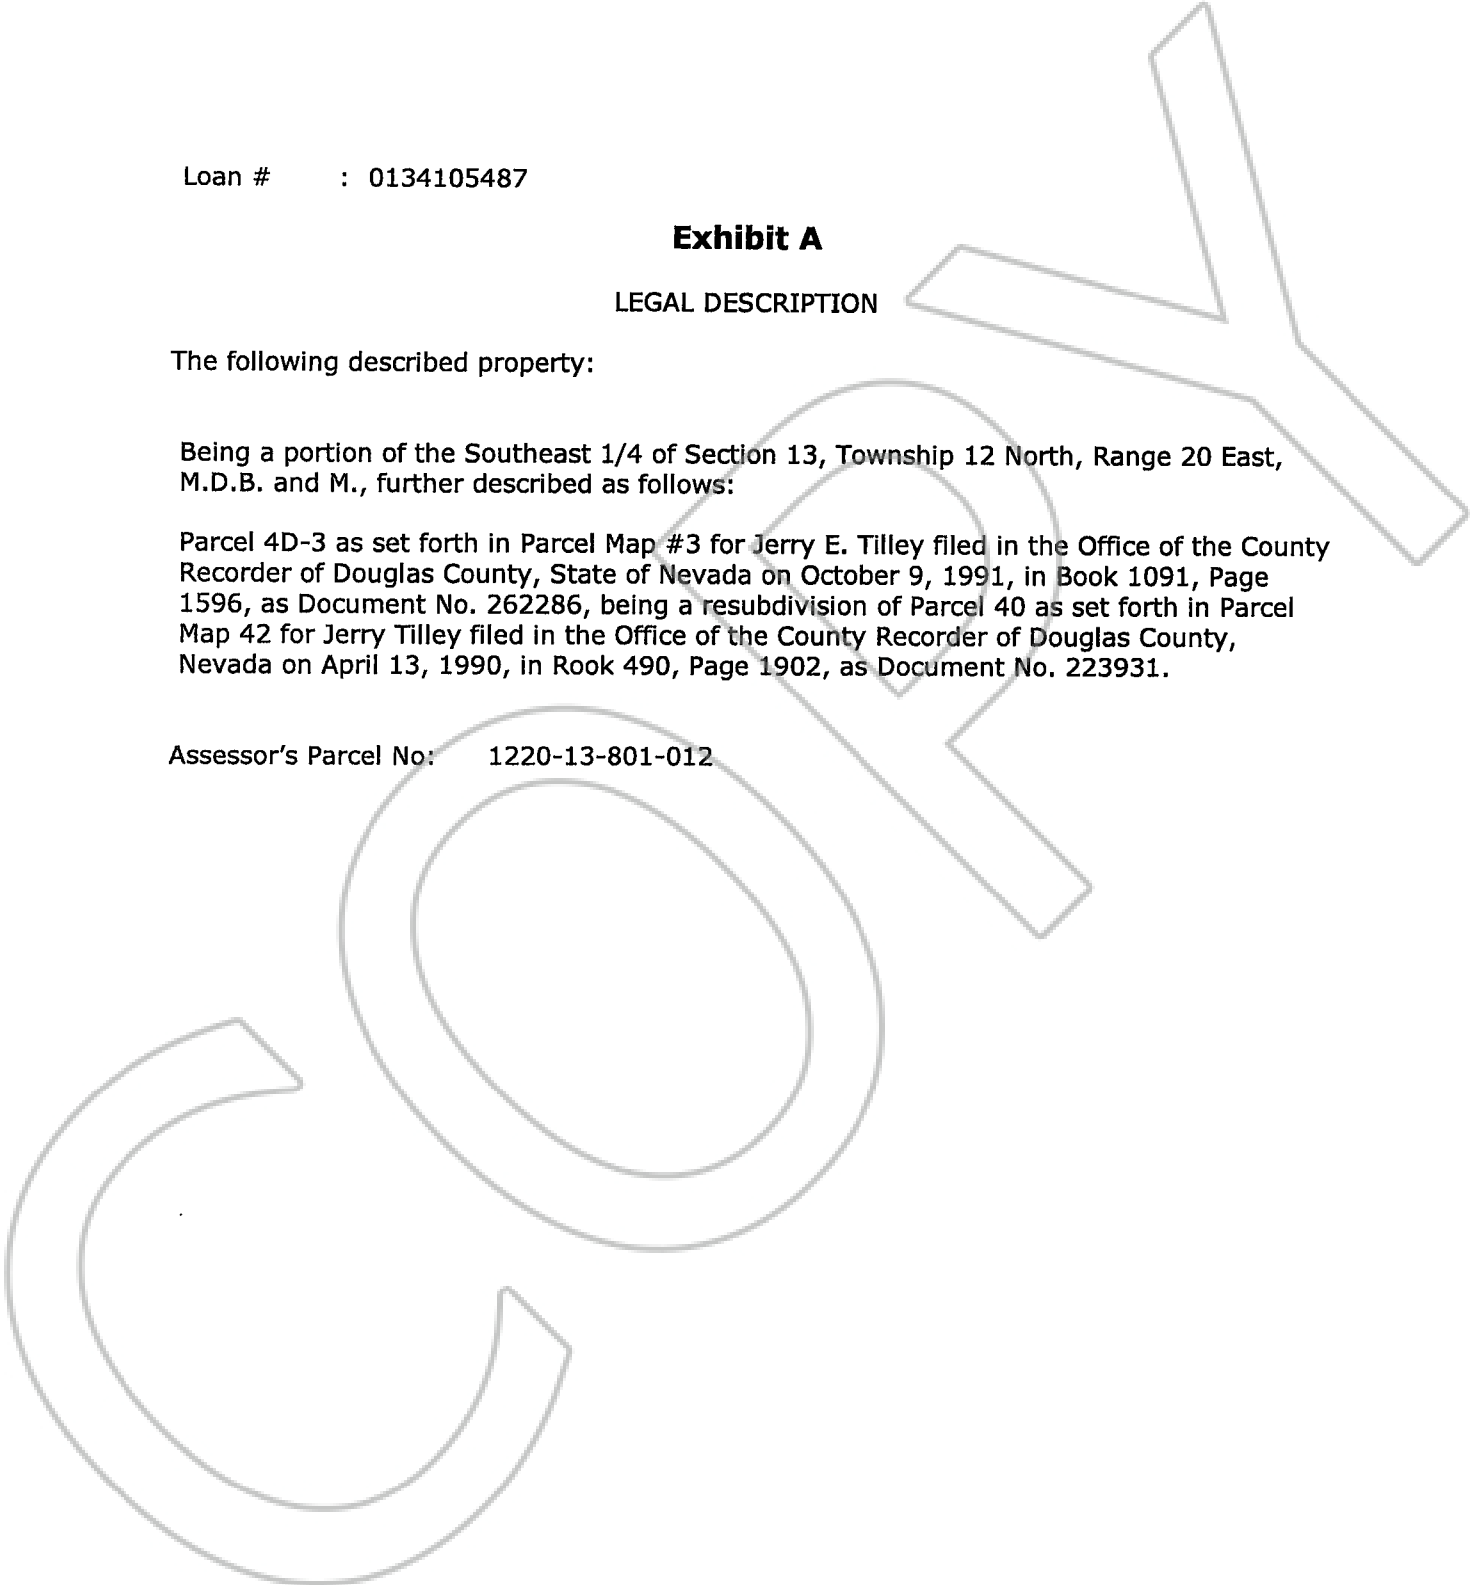 Loan # : 0134105487
Exhibit A
LEGAL DESCRIPTION
The following described property:
Being a portion of the Southeast 1/4 of Section 13, Township 12 North, Range 20 East,
M.D.B. and M., further described as follows:
Parcel 4D-3 as set forth in Parcel Map #3 for Jerry E. Tilley filed in the Office of the County
Recorder of Douglas County, State of Nevada on October 9, 1991, in Book 1091, Page
1596, as Document No. 262286, being a resubdivision of Parcel 40 as set forth in Parcel
Map 42 for Jerry Tilley filed in the Office of the County Recorder of Douglas County,
Nevada on April 13, 1990, in Rook 490, Page 1902, as Document No. 223931.
Assessor's Parcel No: 1220-13-801-012
COPY